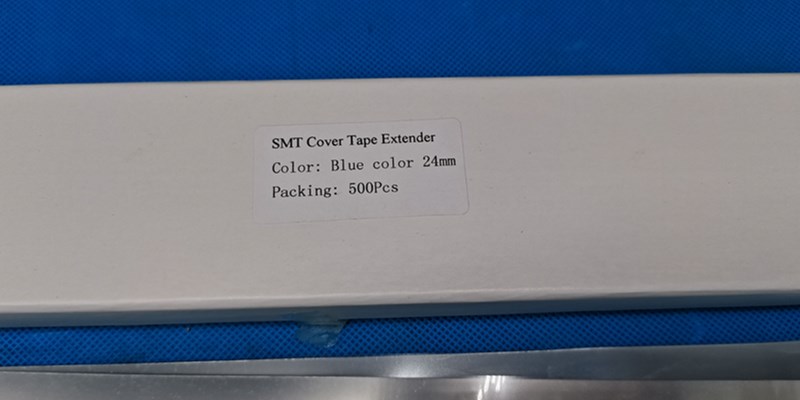 SMT Cover Tape Extender
Color: Blue color 24mm
Packing: 500Pcs